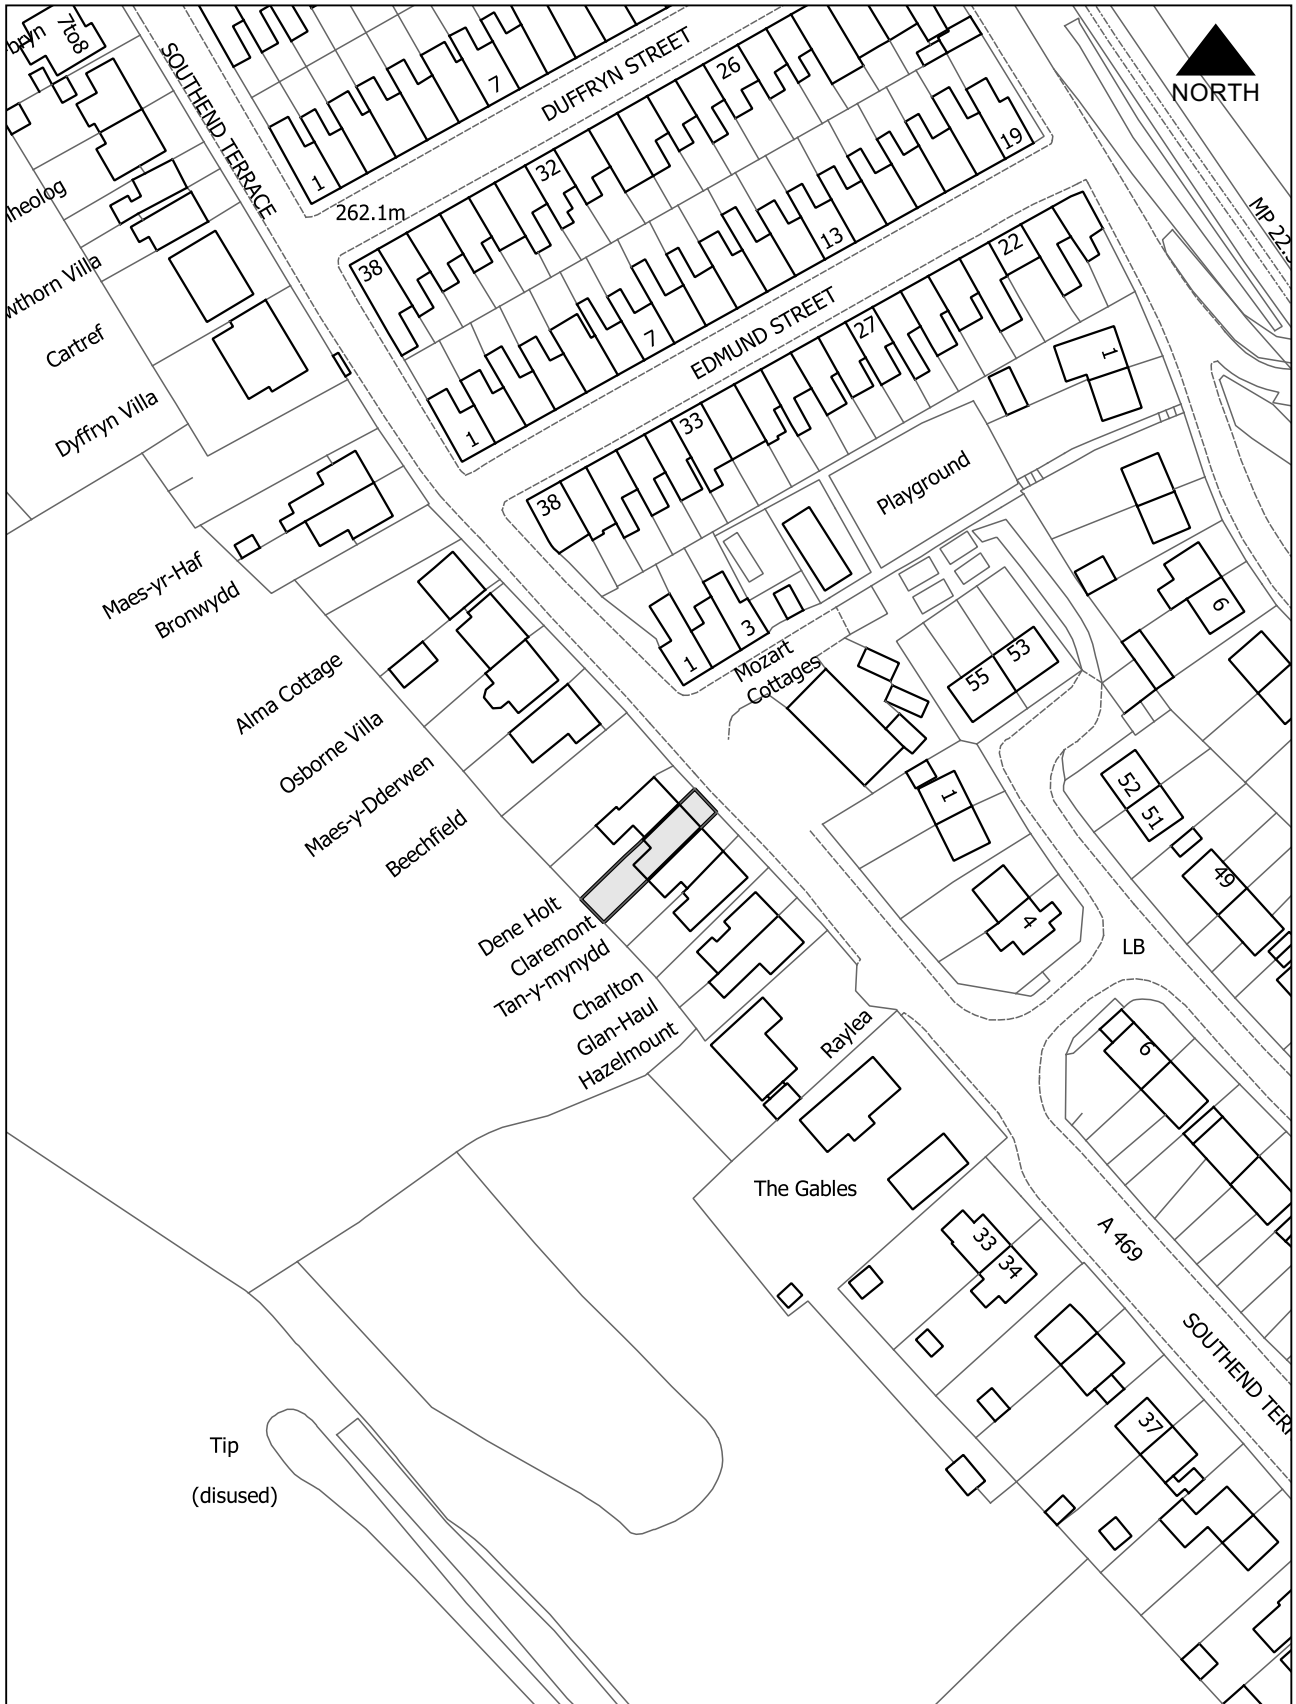 bryn
7to8
SOUTHEND TERRACE
7
DUFFRYN STREET
26
NORTH
1
262.1m
32
19
MP 22.
heolog
38
13
22
wthorn Villa
Cartref
7
EDMUND STREET
27
1
Dyffryn Villa
1
33
38
Playground
Maes-yr-Haf
Bronwydd
1
3
Mozart
Cottages
55
53
6
Alma Cottage
Osborne Villa
Maes-y-Dderwen
Beechfield
1
52
51
49
4
Dene Holt
Claremont
Tan-y-mynydd
Charlton
Glan-Haul
Hazelmount
Raylea
LB
6
The Gables
33
34
A 469
SOUTHEND TER
37
Tip
(disused)